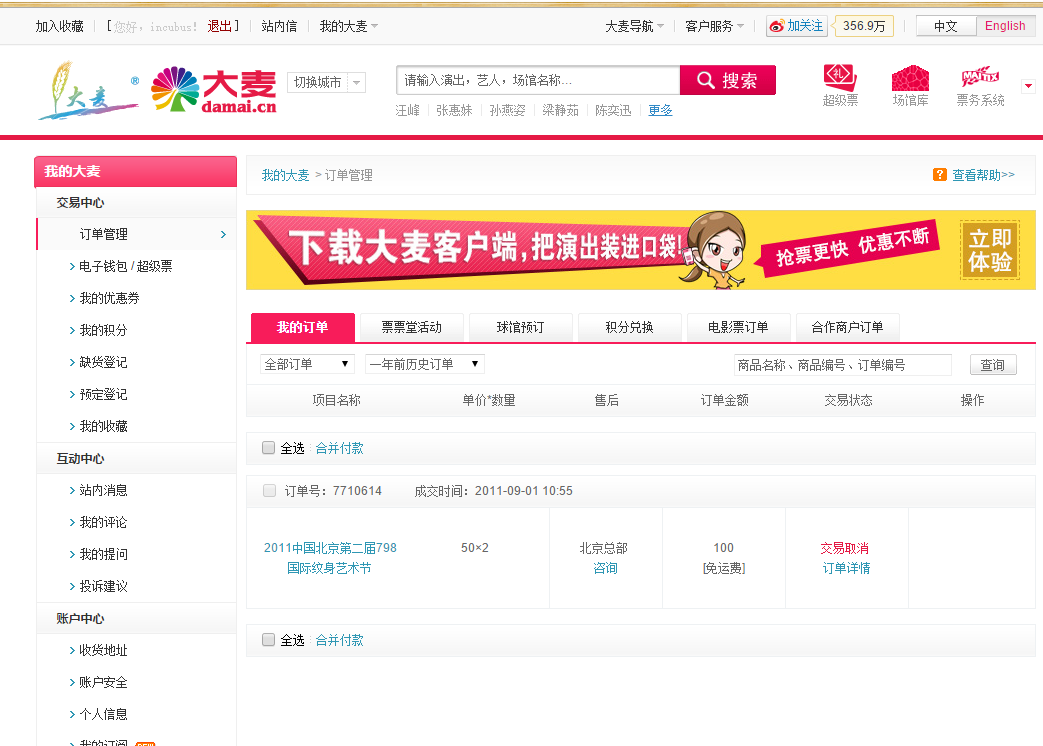 加入收藏 [ 您好，incubus! 退出 ] 站内信 我的大麦 大麦导航 客户服务 加关注 356.9万 中文 English
大麦 ® 大麦 damai.cn 切换城市 请输入演出，艺人，场馆名称... 搜索 超级票 场馆库 MAITIX 票务系统
汪峰 张惠妹 孙燕姿 梁静茹 陈奕迅 更多
我的大麦
交易中心
订单管理
电子钱包 / 超级票
我的优惠券
我的积分
缺货登记
预定登记
我的收藏
互动中心
站内消息
我的评论
我的提问
投诉建议
账户中心
收货地址
账户安全
个人信息
我的订阅
我的大麦 > 订单管理 ? 查看帮助>>
下载大麦客户端,把演出装进口袋! 抢票更快 优惠不断 立即体验
我的订单 票票堂活动 球馆预订 积分兑换 电影票订单 合作商户订单
全部订单 一年前历史订单 商品名称、商品编号、订单编号 查询
项目名称 单价*数量 售后 订单金额 交易状态 操作
全选 合并付款
订单号：7710614 成交时间：2011-09-01 10:55
2011中国北京第二届798 50×2 北京总部 100 交易取消
国际纹身艺术节 咨询 [免运费] 订单详情
全选 合并付款